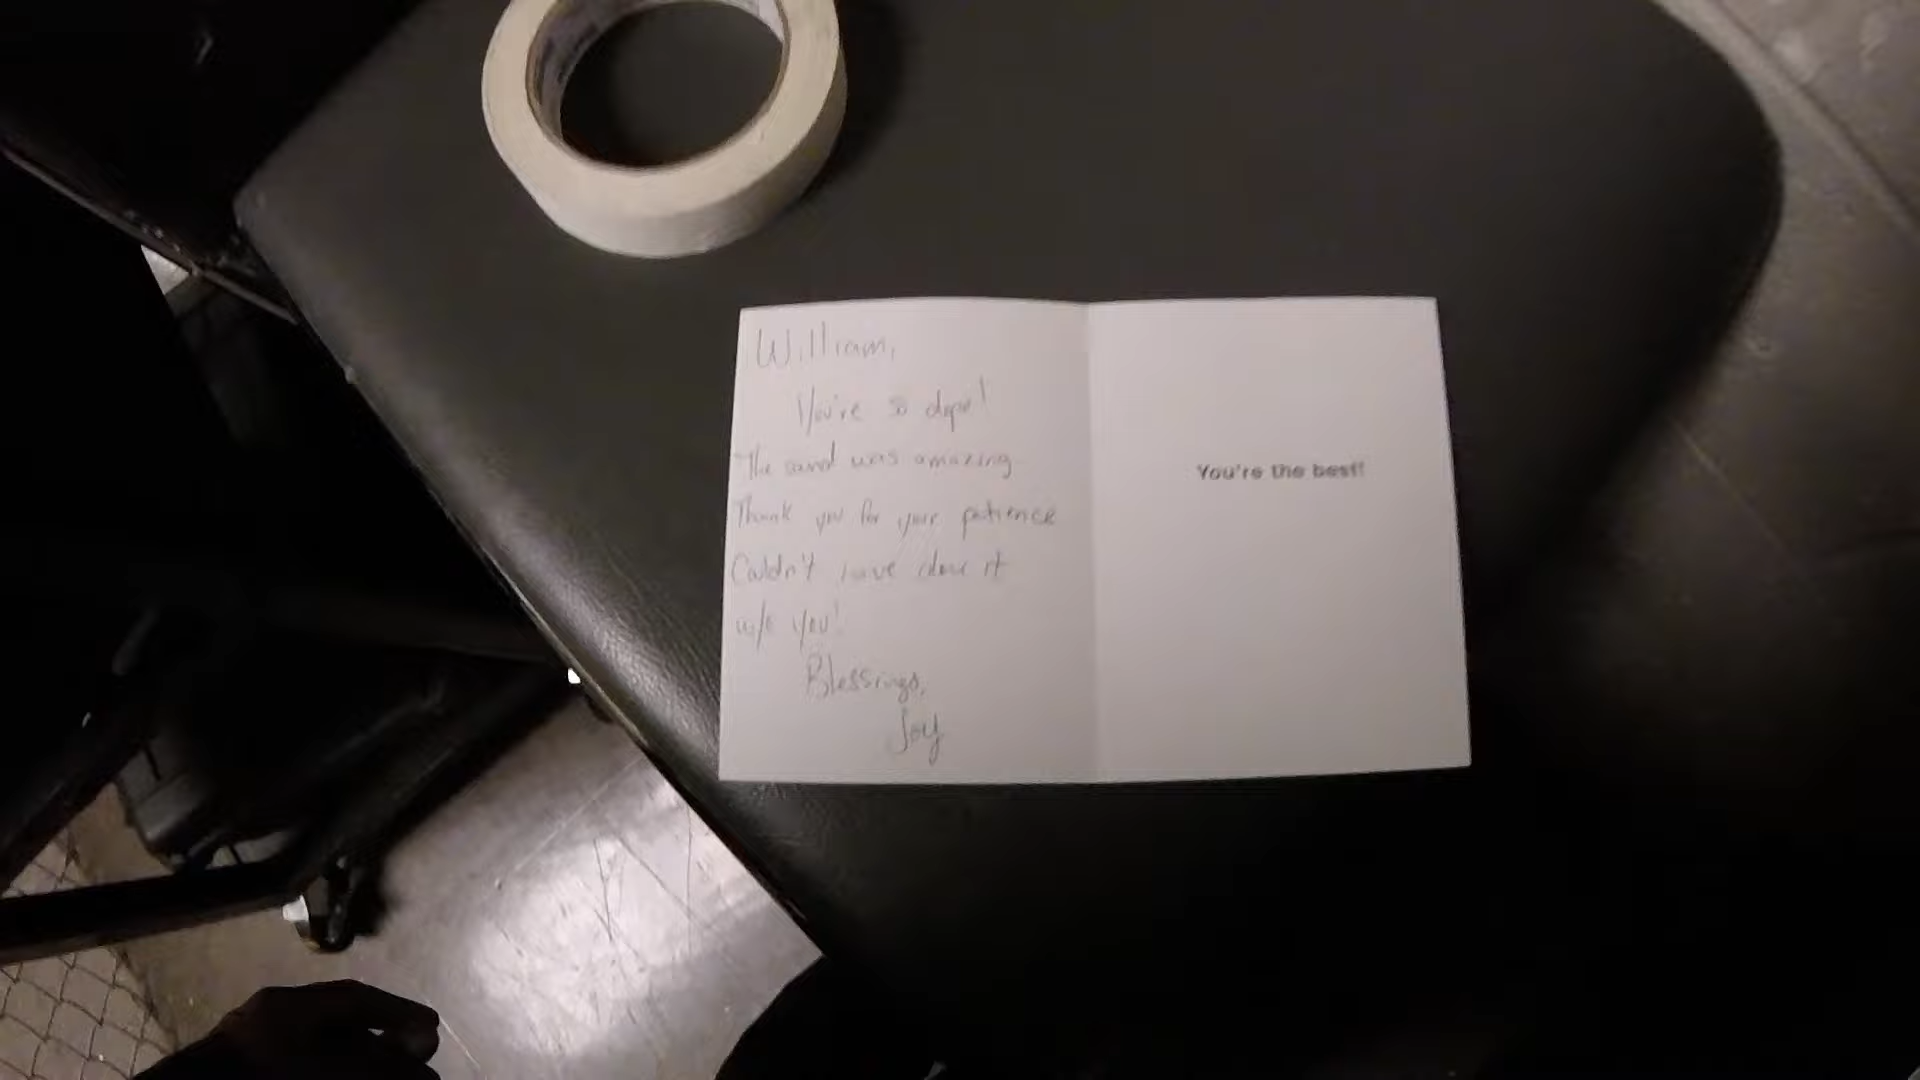 William,
You're so dope!
The sand was amazing
Thank you for your patience
Couldn't have done it
w/o you!
Blessings,
Joy
You're the best!